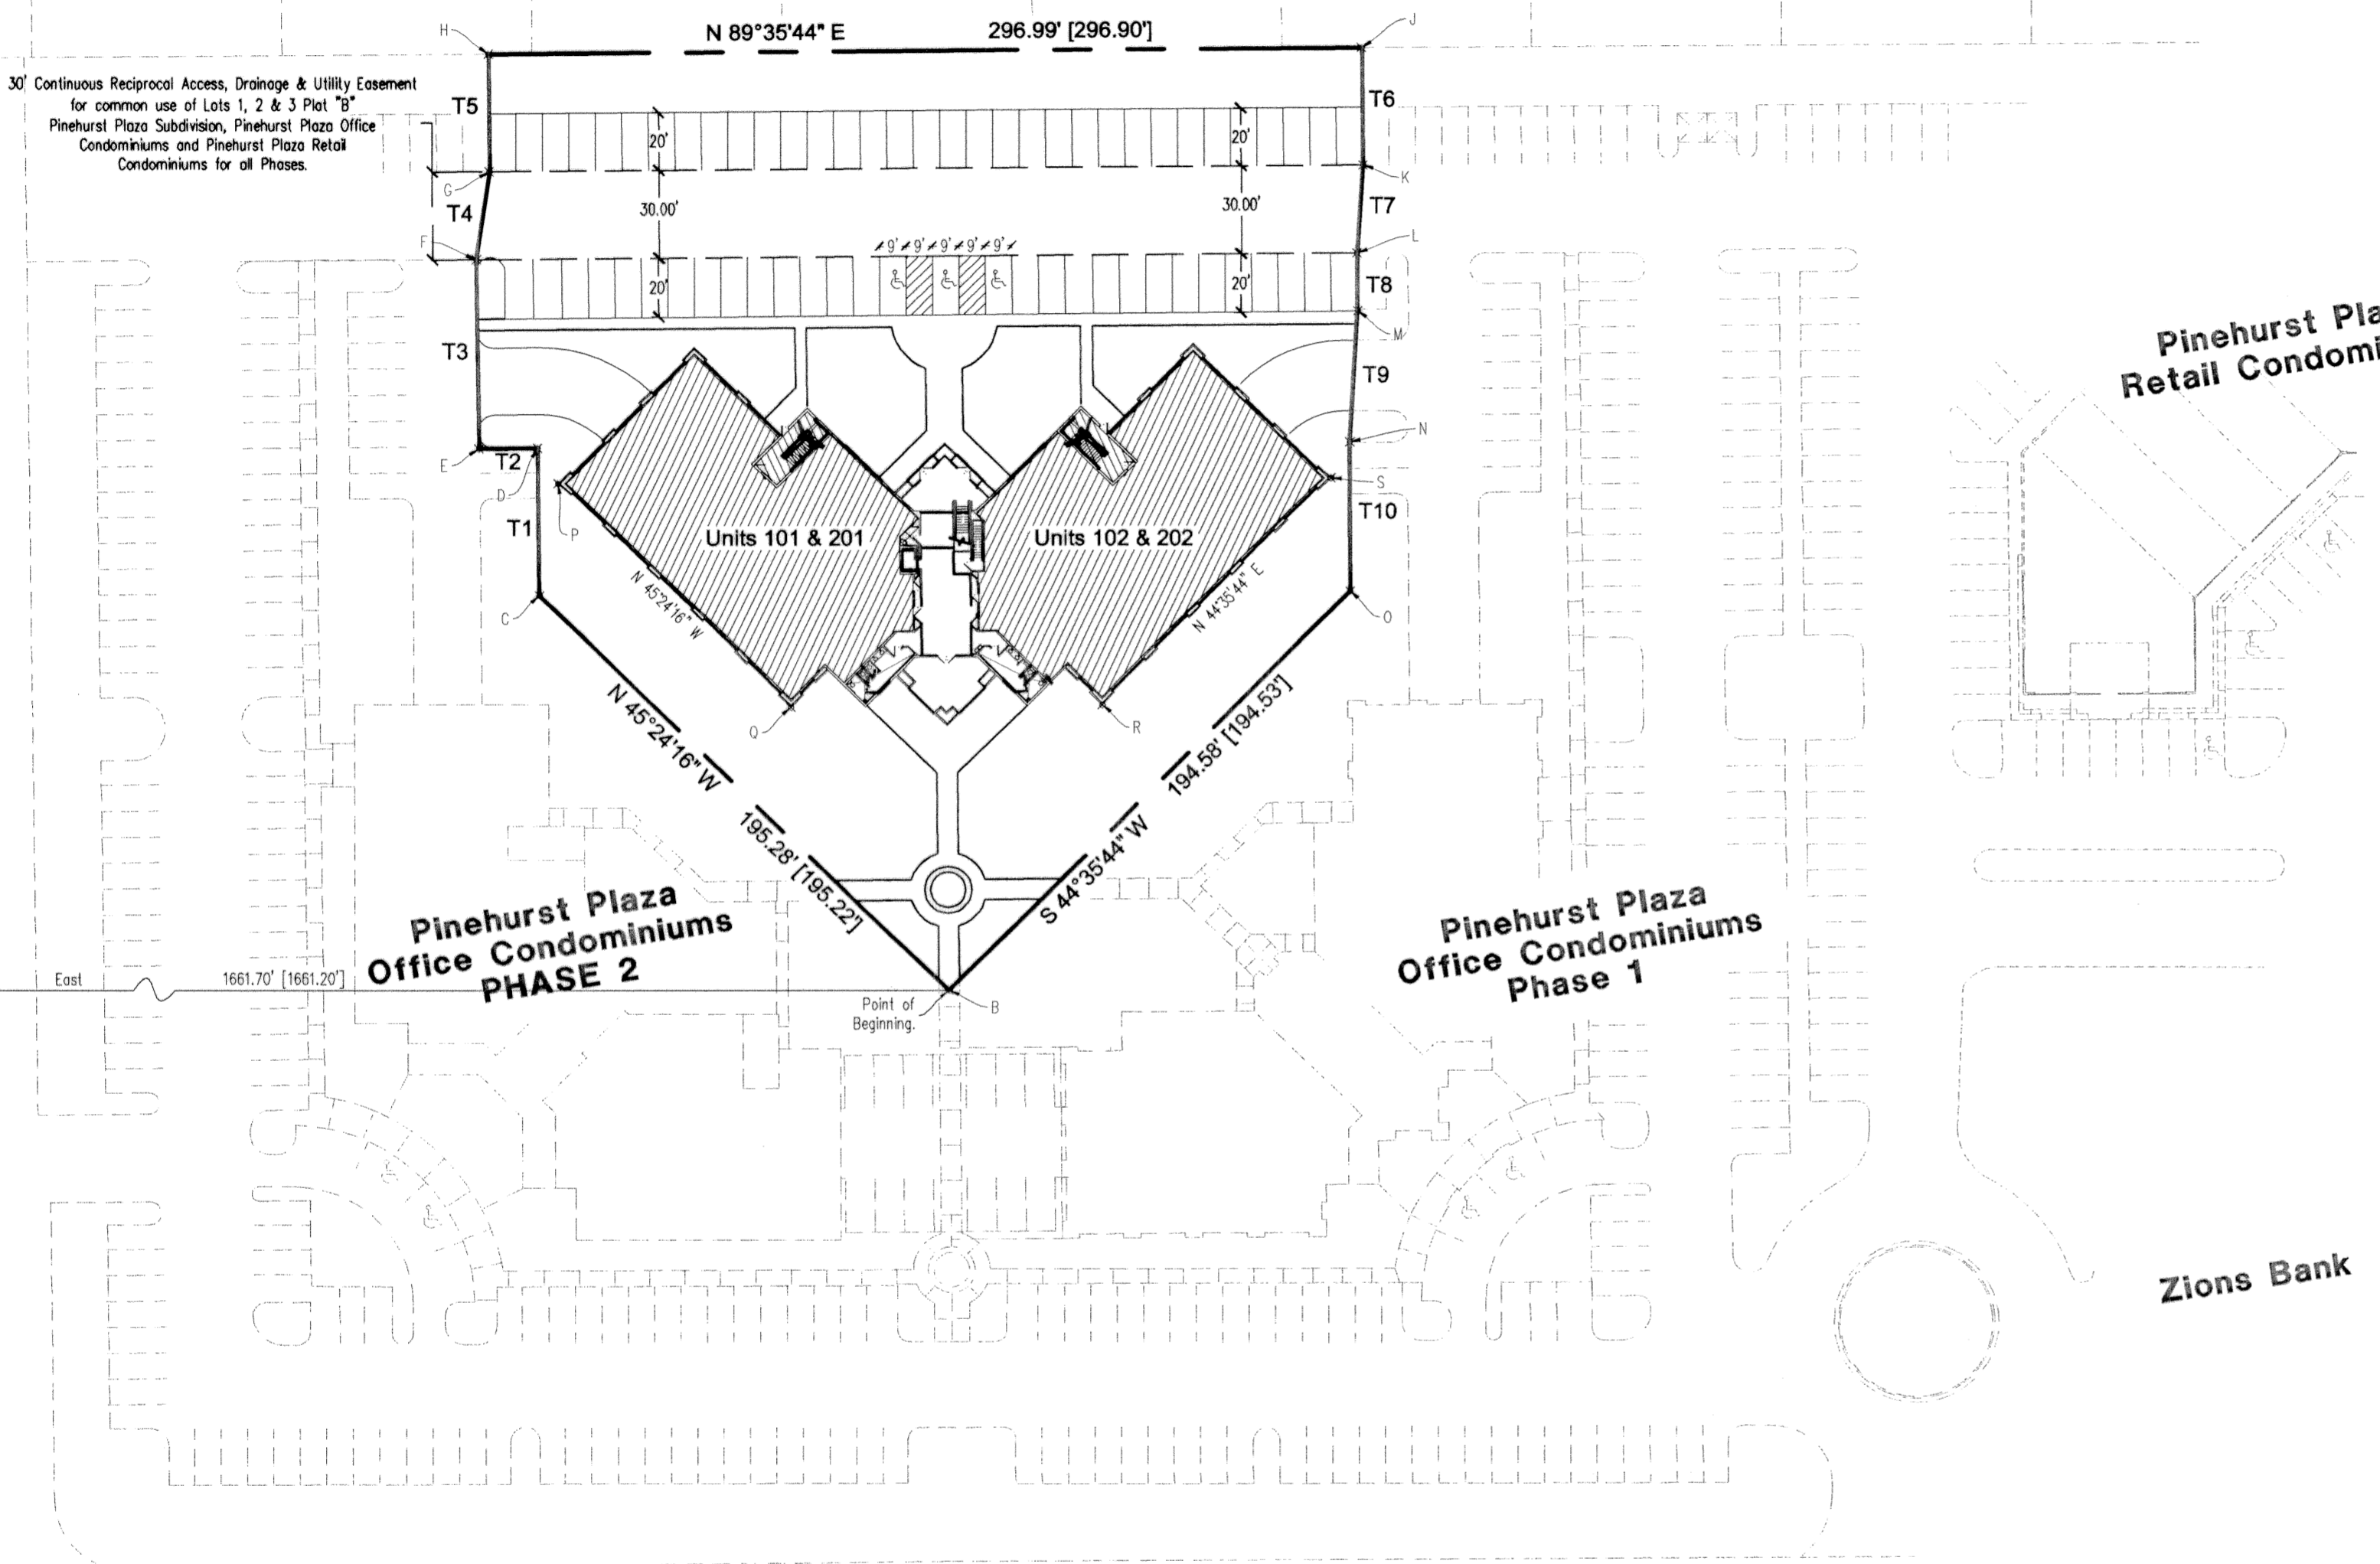 H
N 89°35'44" E
296.99' [296.90']
J
30' Continuous Reciprocal Access, Drainage & Utility Easement
for common use of Lots 1, 2 & 3 Plat "B"
Pinehurst Plaza Subdivision, Pinehurst Plaza Office
Condominiums and Pinehurst Plaza Retail
Condominiums for all Phases.
T5
T6
20'
20'
G
K
T4
30.00'
30.00'
T7
F
9' 9' 9' 9' 9'
L
20'
20'
T8
M
T3
T9
Pinehurst Pla
Retail Condomi
E
T2
D
N
S
T1
P
Units 101 & 201
Units 102 & 202
T10
N 45°24'16" W
N 44°35'44" E
C
O
Q
R
N 45°24'16" W
195.28' [195.22']
S 44°35'44" W
194.58' [194.53']
Pinehurst Plaza
Office Condominiums
PHASE 2
Pinehurst Plaza
Office Condominiums
Phase 1
East
1661.70' [1661.20']
Point of
Beginning.
B
Zions Bank